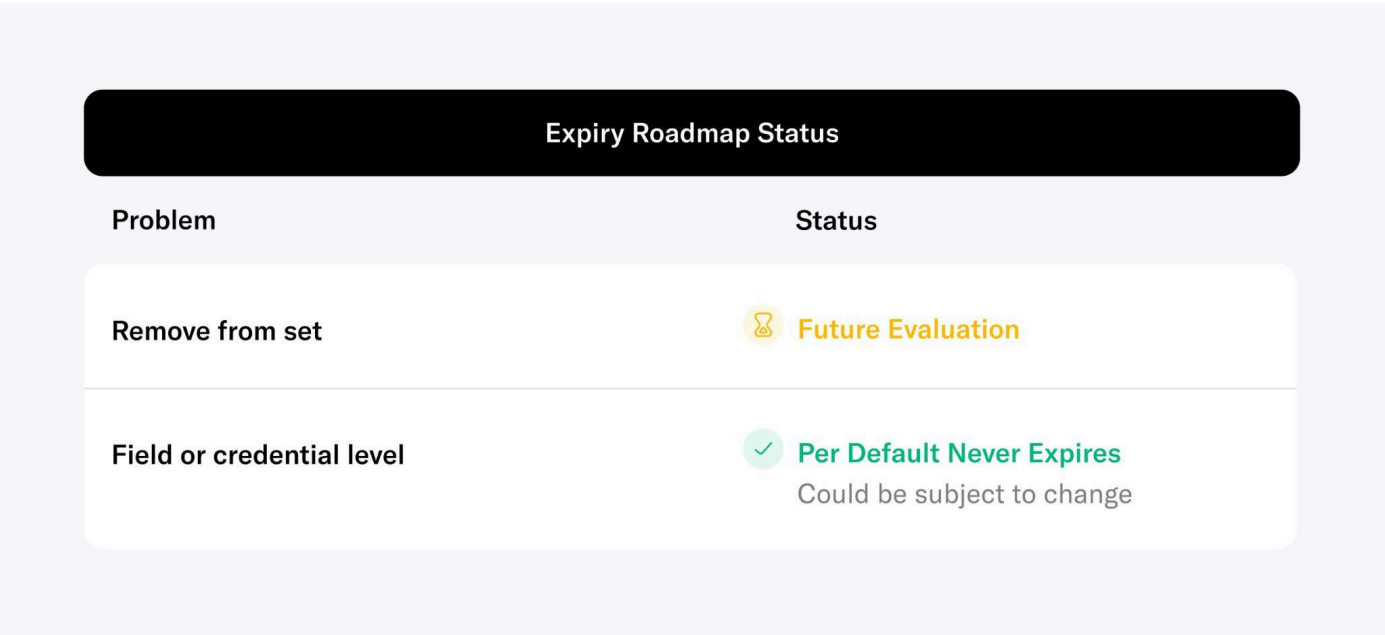 Expiry Roadmap Status
Problem
Status
Remove from set
Future Evaluation
Field or credential level
Per Default Never Expires
Could be subject to change